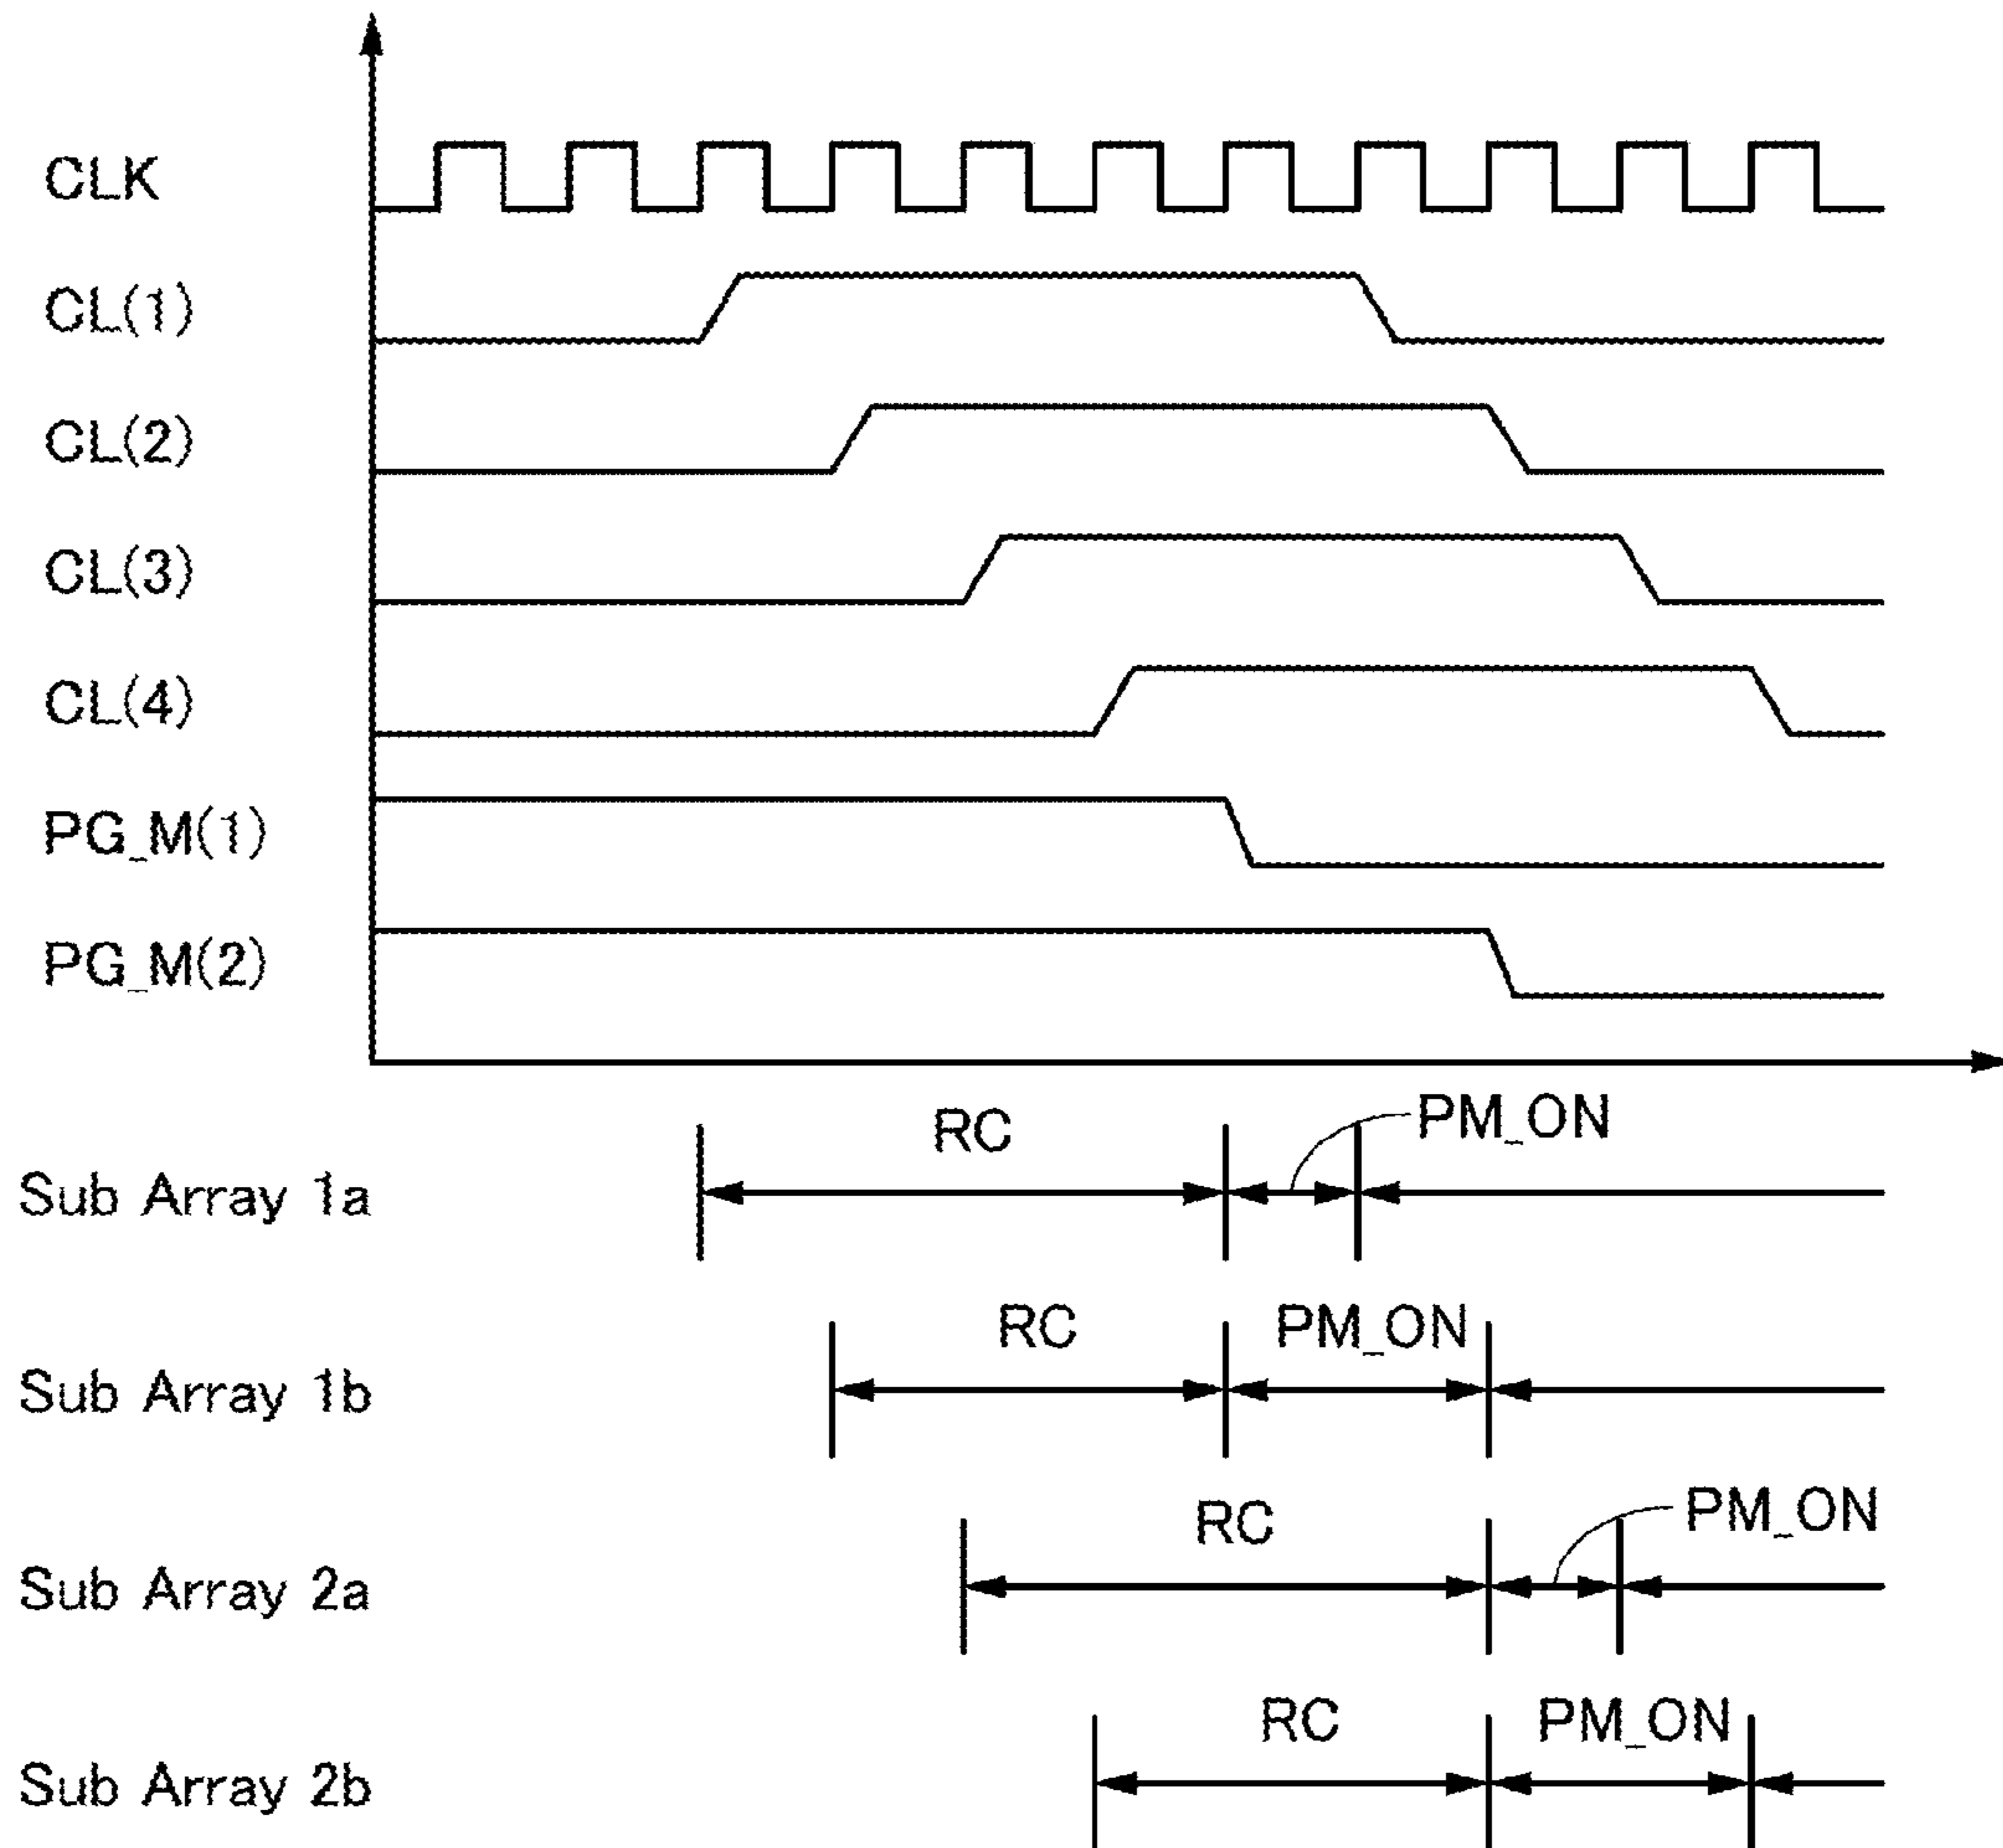 CLK
CL(1)
CL(2)
CL(3)
CL(4)
PG_M(1)
PG_M(2)
RC PM_ON
Sub Array 1a
RC PM_ON
Sub Array 1b
RC PM_ON
Sub Array 2a
RC PM_ON
Sub Array 2b